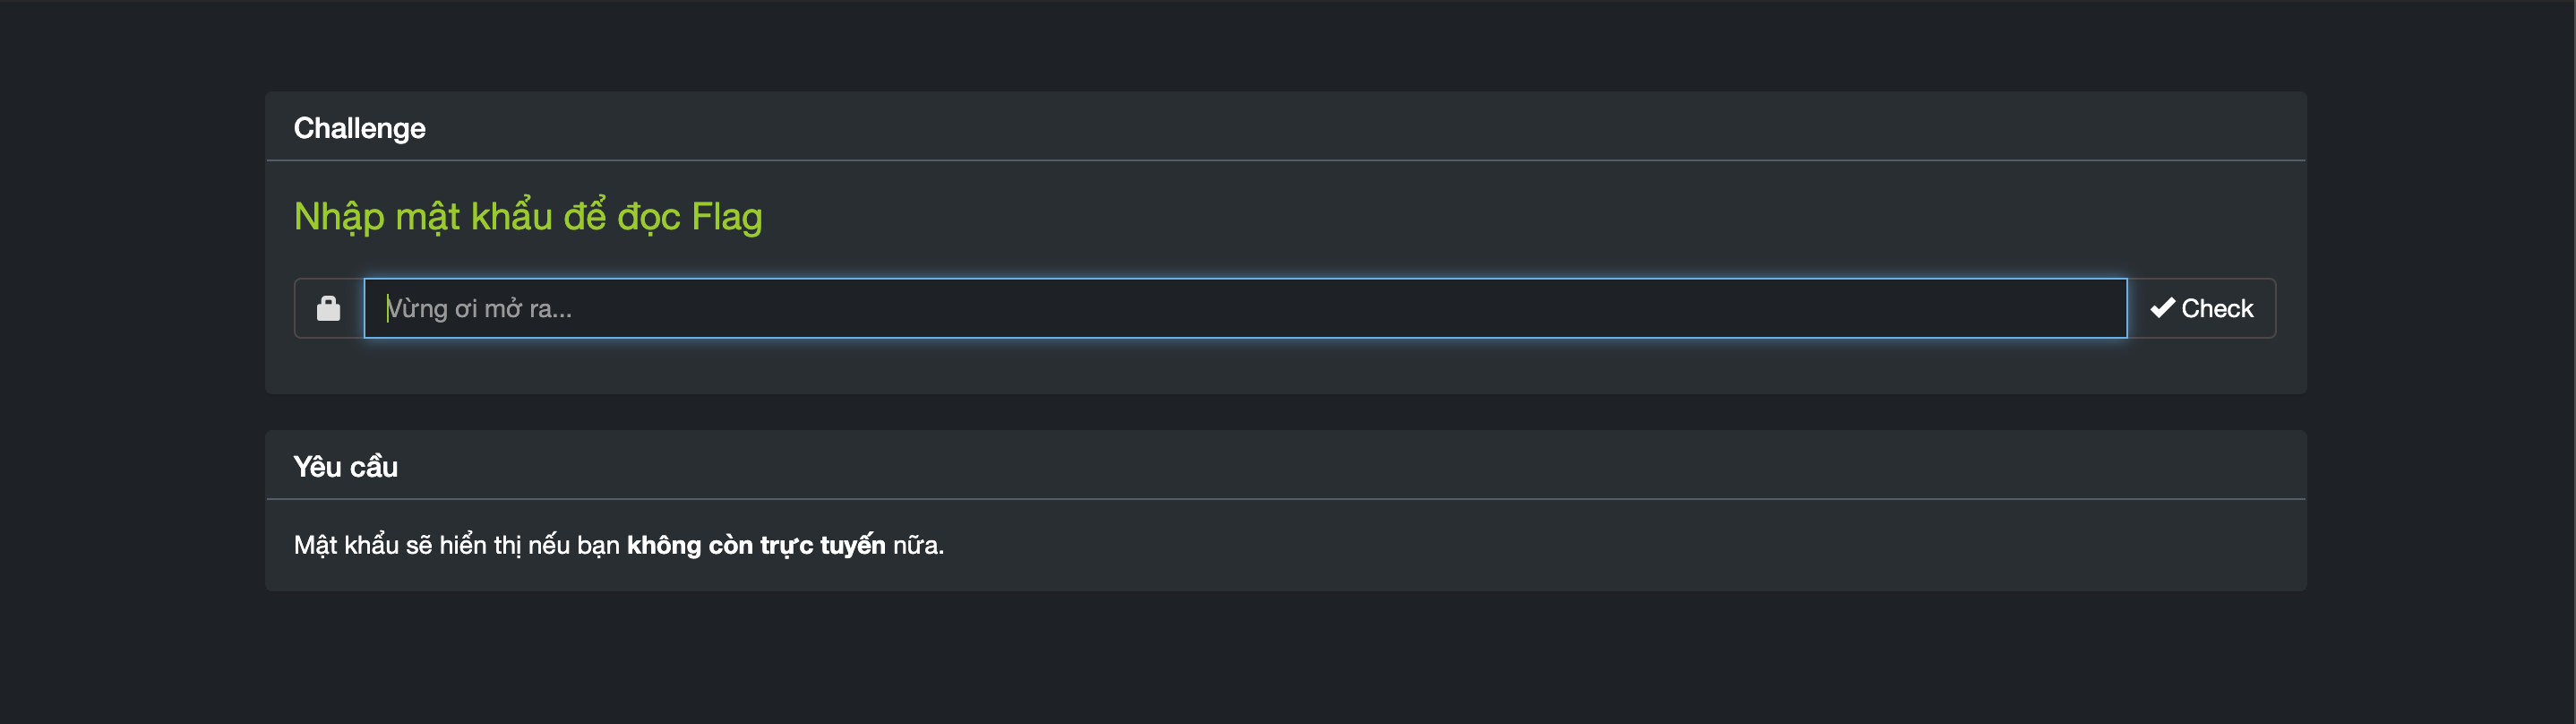 Challenge
Nhập mật khẩu để đọc Flag
Vừng ơi mở ra...
Check
Yêu cầu
Mật khẩu sẽ hiển thị nếu bạn không còn trực tuyến nữa.